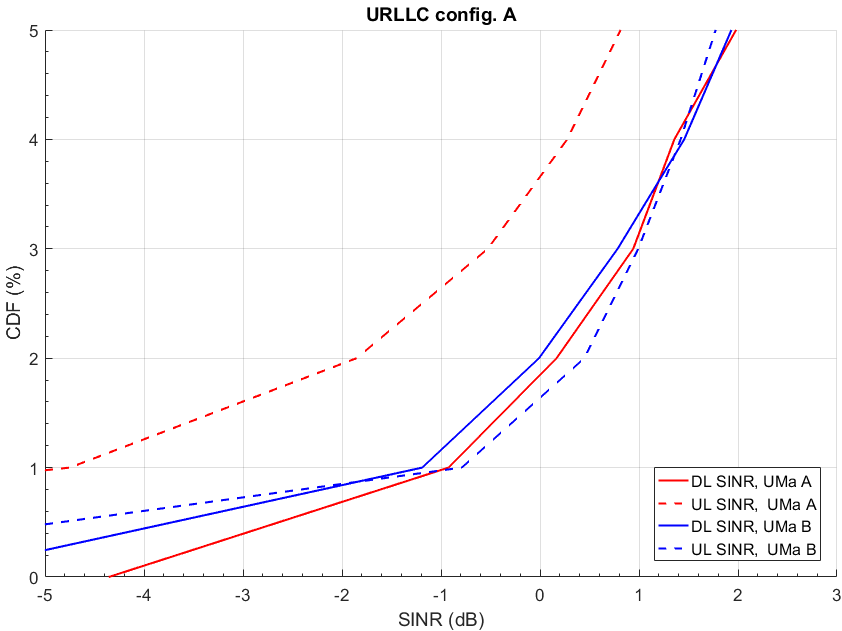 URLLC config. A
CDF (%)
5
4
3
2
1
0
-5 -4 -3 -2 -1 0 1 2 3
SINR (dB)
DL SINR, UMa A
UL SINR,  UMa A
DL SINR, UMa B
UL SINR,  UMa B